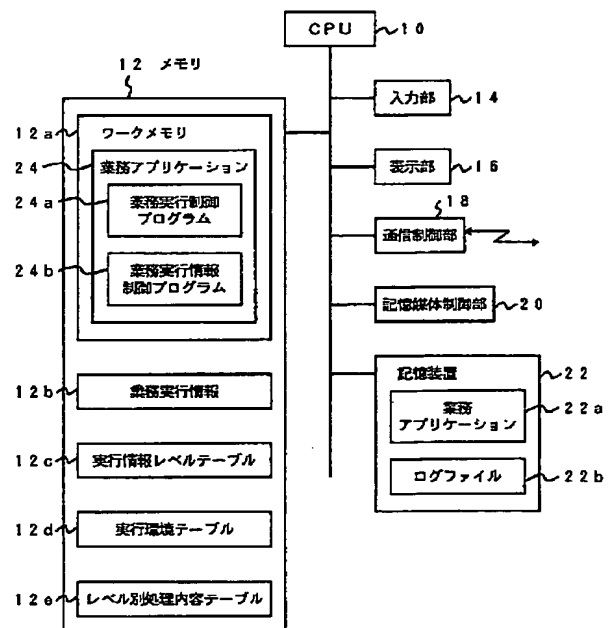 CPU
10
12 メモリ
12a
ワークメモリ
24
業務アプリケーション
24a
業務実行制御
プログラム
24b
業務実行情報
制御プログラム
12b
業務実行情報
12c
実行情報レベルテーブル
12d
実行環境テーブル
12e
レベル別処理内容テーブル
入力部
14
表示部
16
18
通信制御部
記憶媒体制御部
20
記憶装置
22
業務
アプリケーション
22a
ログファイル
22b